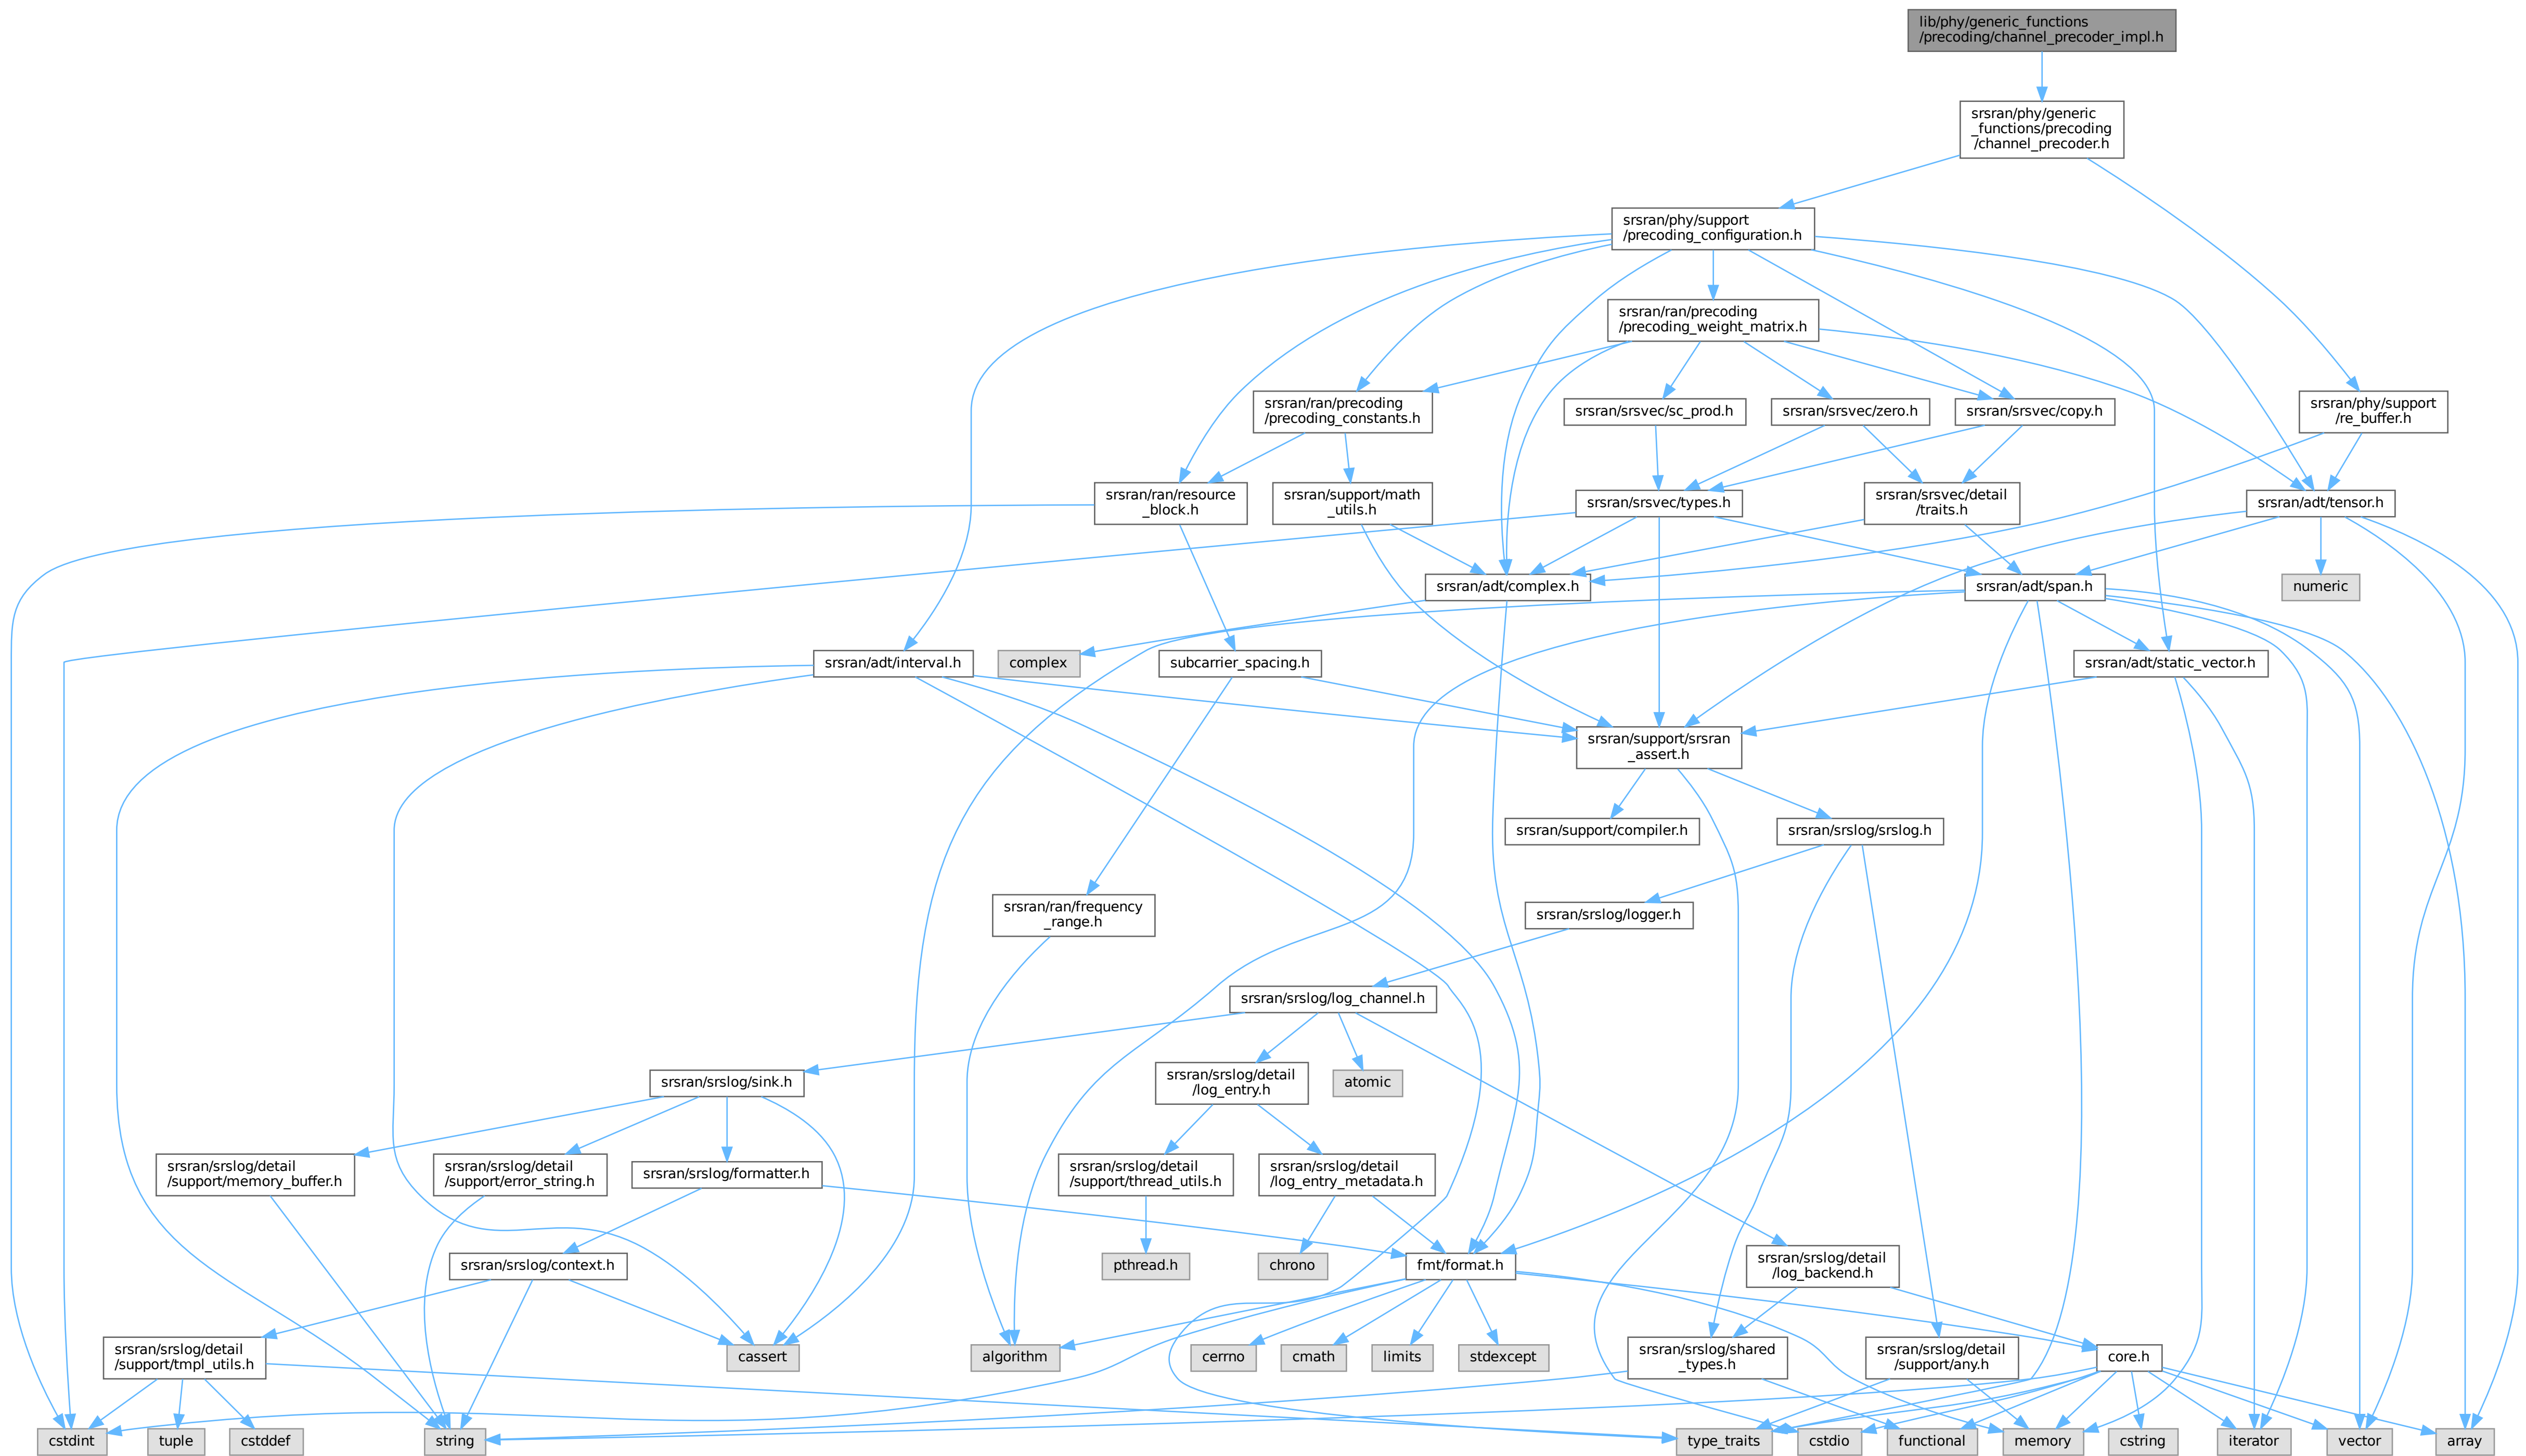 lib/phy/generic_functions
/precoding/channel_precoder_impl.h
srsran/phy/generic
_functions/precoding
/channel_precoder.h
srsran/phy/support
/precoding_configuration.h
srsran/ran/precoding
/precoding_weight_matrix.h
srsran/ran/precoding
/precoding_constants.h
srsran/srsvec/sc_prod.h
srsran/srsvec/zero.h
srsran/srsvec/copy.h
srsran/phy/support
/re_buffer.h
srsran/ran/resource
_block.h
srsran/support/math
_utils.h
srsran/srsvec/types.h
srsran/srsvec/detail
/traits.h
srsran/adt/tensor.h
srsran/adt/complex.h
srsran/adt/span.h
numeric
srsran/adt/interval.h
complex
subcarrier_spacing.h
srsran/adt/static_vector.h
srsran/support/srsran
_assert.h
srsran/support/compiler.h
srsran/srslog/srslog.h
srsran/ran/frequency
_range.h
srsran/srslog/logger.h
srsran/srslog/log_channel.h
srsran/srslog/sink.h
srsran/srslog/detail
/log_entry.h
atomic
srsran/srslog/detail
/support/memory_buffer.h
srsran/srslog/detail
/support/error_string.h
srsran/srslog/formatter.h
srsran/srslog/detail
/support/thread_utils.h
srsran/srslog/detail
/log_entry_metadata.h
srsran/srslog/context.h
pthread.h
chrono
fmt/format.h
srsran/srslog/detail
/log_backend.h
srsran/srslog/detail
/support/tmpl_utils.h
cassert
algorithm
cerrno
cmath
limits
stdexcept
srsran/srslog/shared
_types.h
srsran/srslog/detail
/support/any.h
core.h
cstdint
tuple
cstddef
string
type_traits
cstdio
functional
memory
cstring
iterator
vector
array